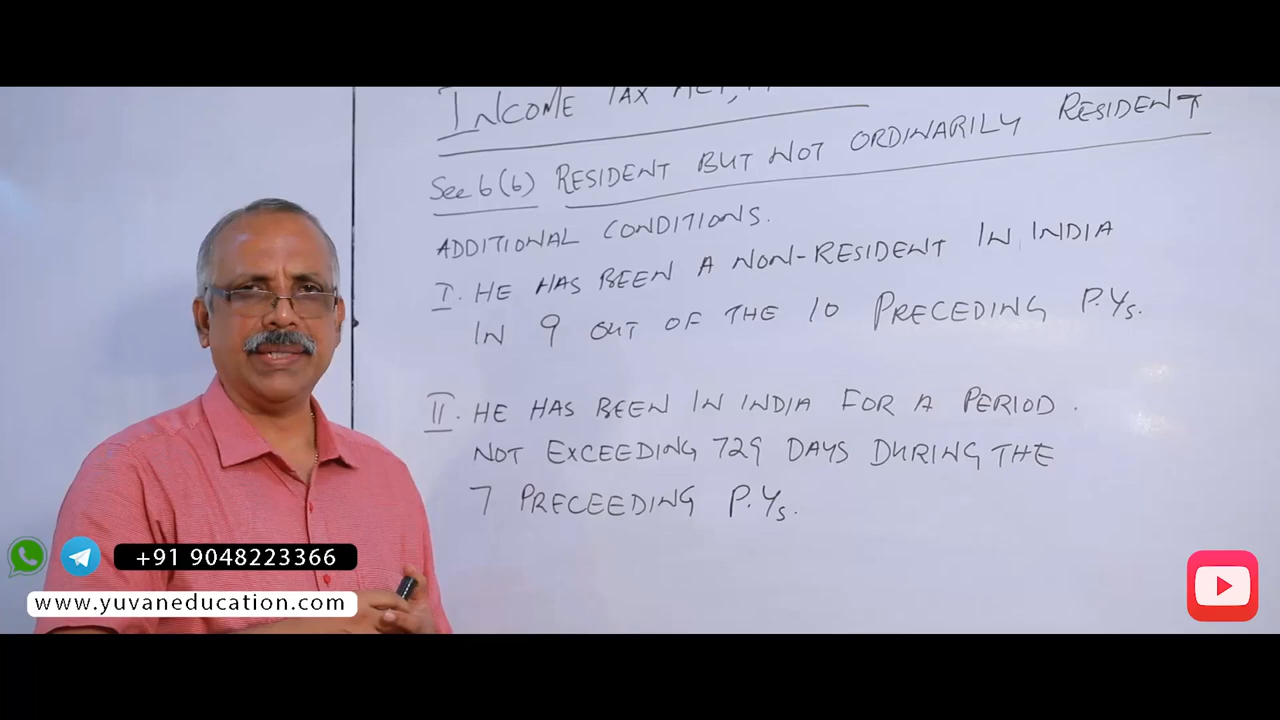 INCOME TAX ACT,
Sec 6(6) RESIDENT BUT NOT ORDINARILY RESIDENT
ADDITIONAL CONDITIONS.
I. HE HAS BEEN A NON-RESIDENT IN INDIA
IN 9 OUT OF THE 10 PRECEDING P.Ys.
II. HE HAS BEEN IN INDIA FOR A PERIOD.
NOT EXCEEDING 729 DAYS DURING THE
7 PRECEEDING P.Ys.
+91 9048223366
www.yuvaneducation.com